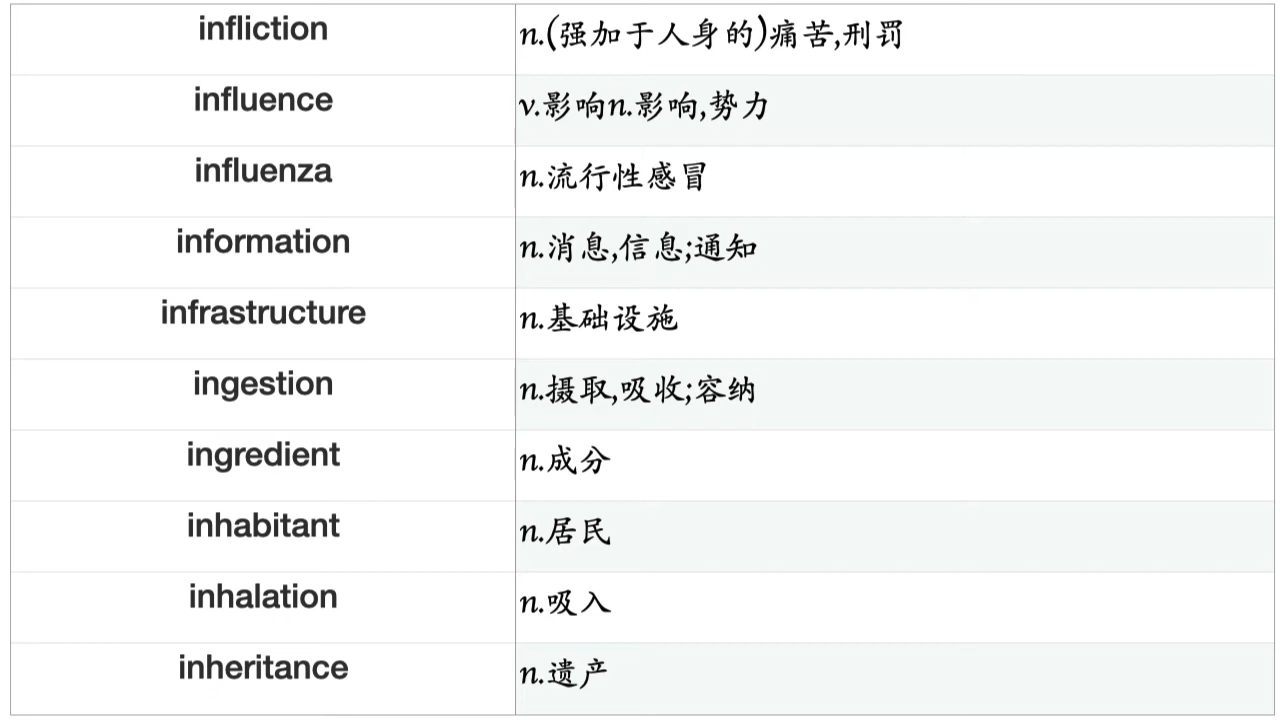 infliction n.(强加于人身的)痛苦,刑罚
influence v.影响n.影响,势力
influenza n.流行性感冒
information n.消息,信息;通知
infrastructure n.基础设施
ingestion n.摄取,吸收;容纳
ingredient n.成分
inhabitant n.居民
inhalation n.吸入
inheritance n.遗产